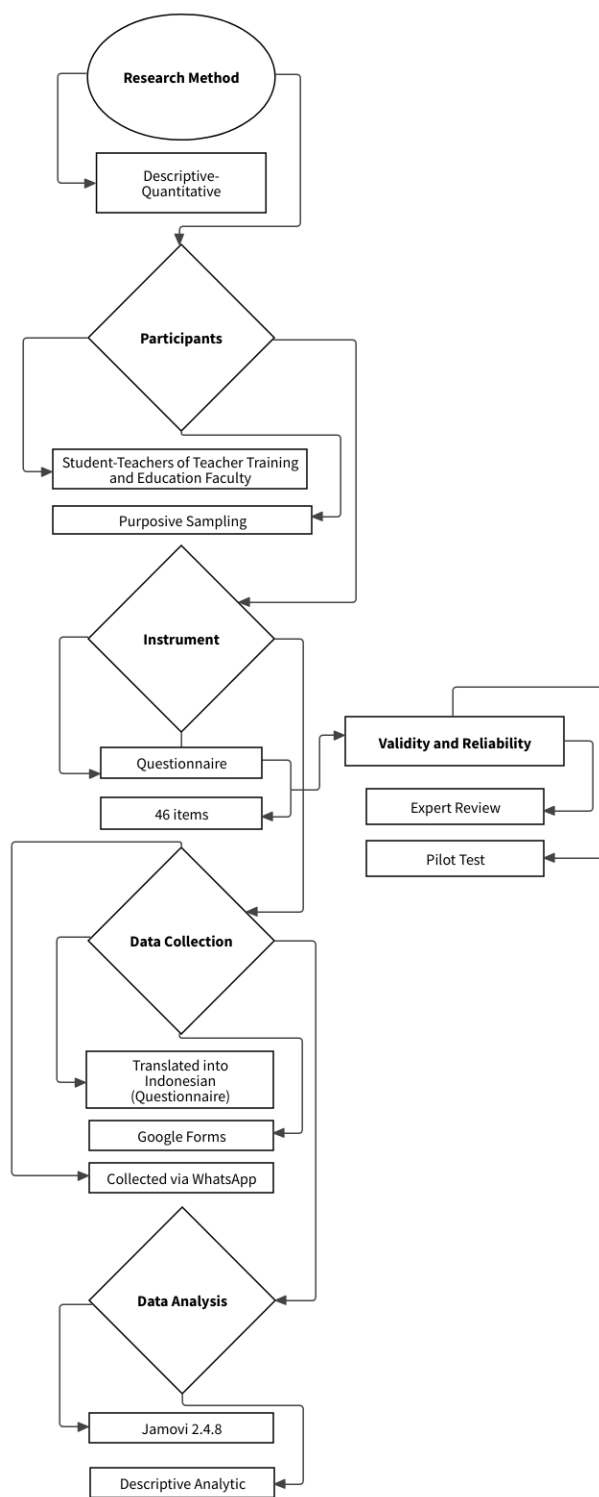 Research Method
Descriptive-
Quantitative
Participants
Student-Teachers of Teacher Training
and Education Faculty
Purposive Sampling
Instrument
Questionnaire
46 items
Validity and Reliability
Expert Review
Pilot Test
Data Collection
Translated into
Indonesian
(Questionnaire)
Google Forms
Collected via WhatsApp
Data Analysis
Jamovi 2.4.8
Descriptive Analytic